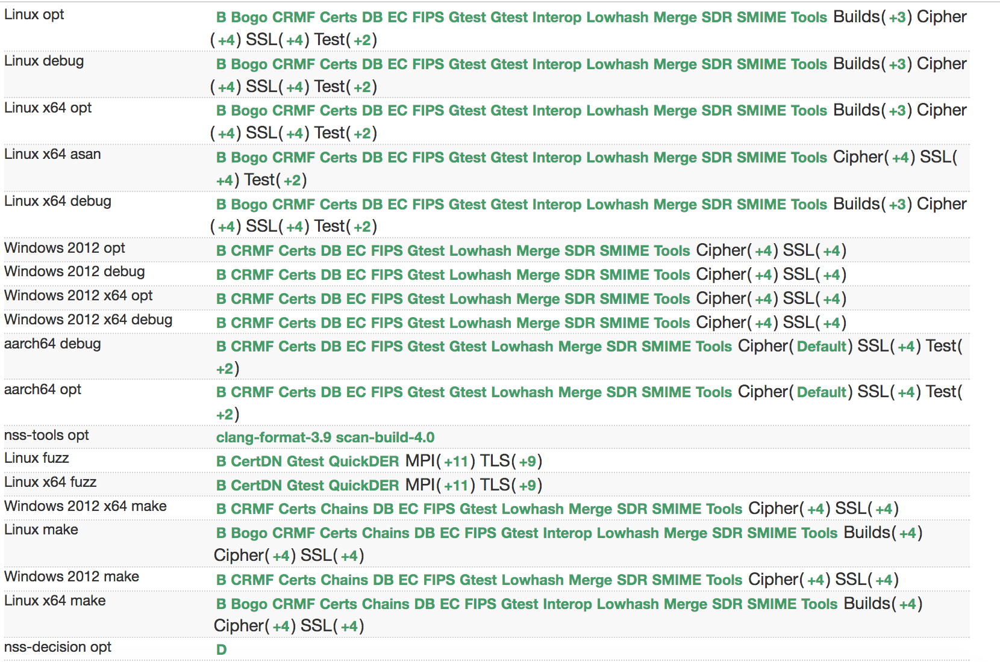 Linux opt B Bogo CRMF Certs DB EC FIPS Gtest Gtest Interop Lowhash Merge SDR SMIME Tools Builds( +3) Cipher
( +4) SSL( +4) Test( +2)
Linux debug B Bogo CRMF Certs DB EC FIPS Gtest Gtest Interop Lowhash Merge SDR SMIME Tools Builds( +3) Cipher
( +4) SSL( +4) Test( +2)
Linux x64 opt B Bogo CRMF Certs DB EC FIPS Gtest Gtest Interop Lowhash Merge SDR SMIME Tools Builds( +3) Cipher
( +4) SSL( +4) Test( +2)
Linux x64 asan B Bogo CRMF Certs DB EC FIPS Gtest Gtest Interop Lowhash Merge SDR SMIME Tools Cipher( +4) SSL(
+4) Test( +2)
Linux x64 debug B Bogo CRMF Certs DB EC FIPS Gtest Gtest Interop Lowhash Merge SDR SMIME Tools Builds( +3) Cipher
( +4) SSL( +4) Test( +2)
Windows 2012 opt B CRMF Certs DB EC FIPS Gtest Lowhash Merge SDR SMIME Tools Cipher( +4) SSL( +4)
Windows 2012 debug B CRMF Certs DB EC FIPS Gtest Lowhash Merge SDR SMIME Tools Cipher( +4) SSL( +4)
Windows 2012 x64 opt B CRMF Certs DB EC FIPS Gtest Lowhash Merge SDR SMIME Tools Cipher( +4) SSL( +4)
Windows 2012 x64 debug B CRMF Certs DB EC FIPS Gtest Lowhash Merge SDR SMIME Tools Cipher( +4) SSL( +4)
aarch64 debug B CRMF Certs DB EC FIPS Gtest Gtest Lowhash Merge SDR SMIME Tools Cipher( Default) SSL( +4) Test(
+2)
aarch64 opt B CRMF Certs DB EC FIPS Gtest Gtest Lowhash Merge SDR SMIME Tools Cipher( Default) SSL( +4) Test(
+2)
nss-tools opt clang-format-3.9 scan-build-4.0
Linux fuzz B CertDN Gtest QuickDER MPI( +11) TLS( +9)
Linux x64 fuzz B CertDN Gtest QuickDER MPI( +11) TLS( +9)
Windows 2012 x64 make B CRMF Certs Chains DB EC FIPS Gtest Lowhash Merge SDR SMIME Tools Cipher( +4) SSL( +4)
Linux make B Bogo CRMF Certs Chains DB EC FIPS Gtest Interop Lowhash Merge SDR SMIME Tools Builds( +4)
Cipher( +4) SSL( +4)
Windows 2012 make B CRMF Certs Chains DB EC FIPS Gtest Lowhash Merge SDR SMIME Tools Cipher( +4) SSL( +4)
Linux x64 make B Bogo CRMF Certs Chains DB EC FIPS Gtest Interop Lowhash Merge SDR SMIME Tools Builds( +4)
Cipher( +4) SSL( +4)
nss-decision opt D